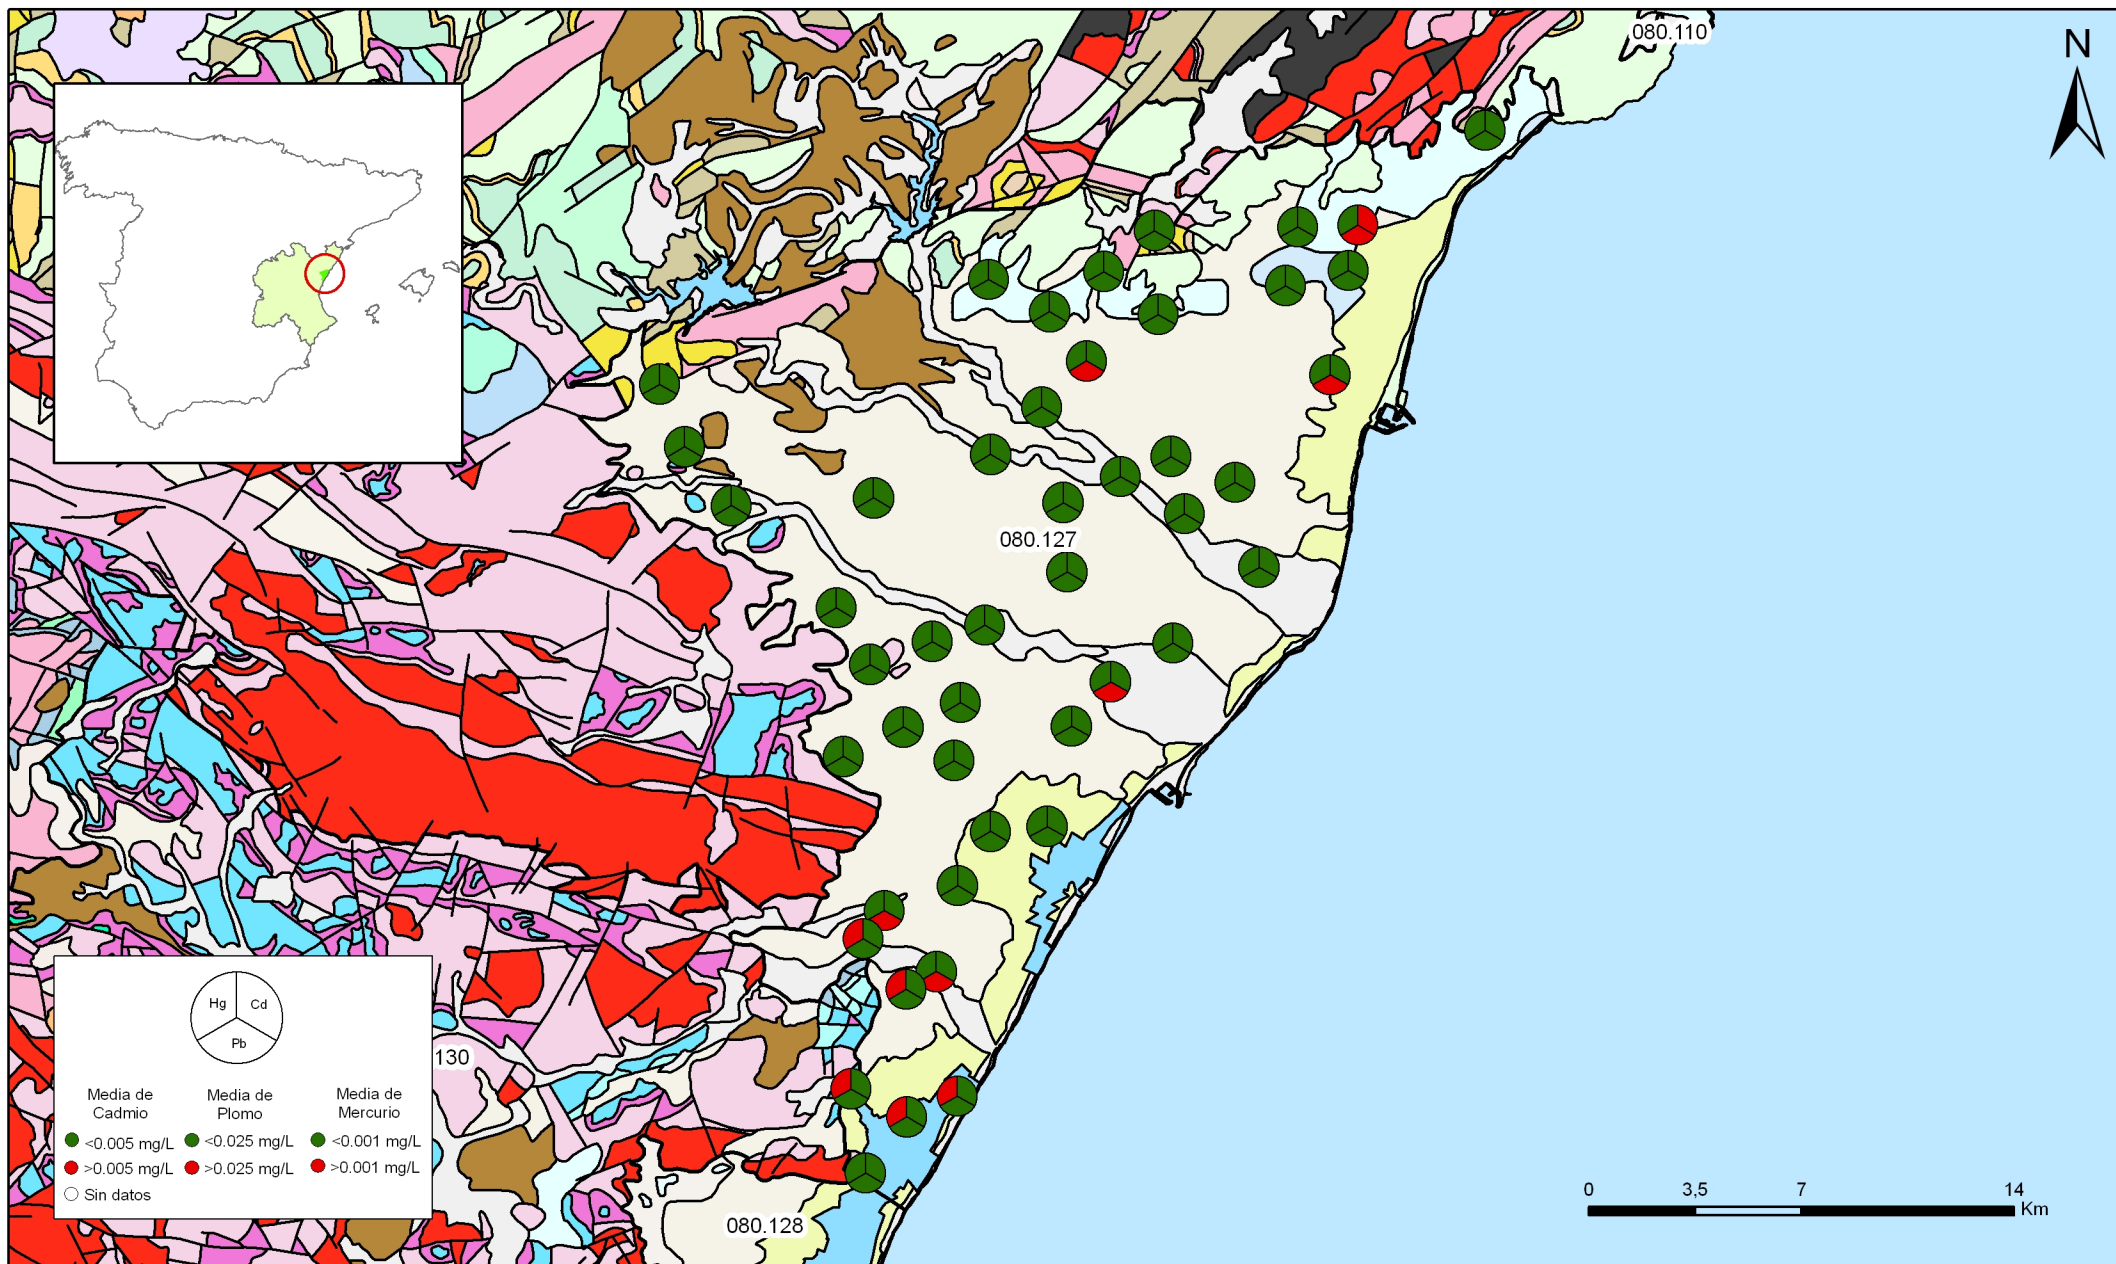 080.110
N
080.127
Hg
Cd
Pb
130
Media de
Cadmio
Media de
Plomo
Media de
Mercurio
<0.005 mg/L
<0.025 mg/L
<0.001 mg/L
>0.005 mg/L
>0.025 mg/L
>0.001 mg/L
Sin datos
080.128
0
3,5
7
14
Km